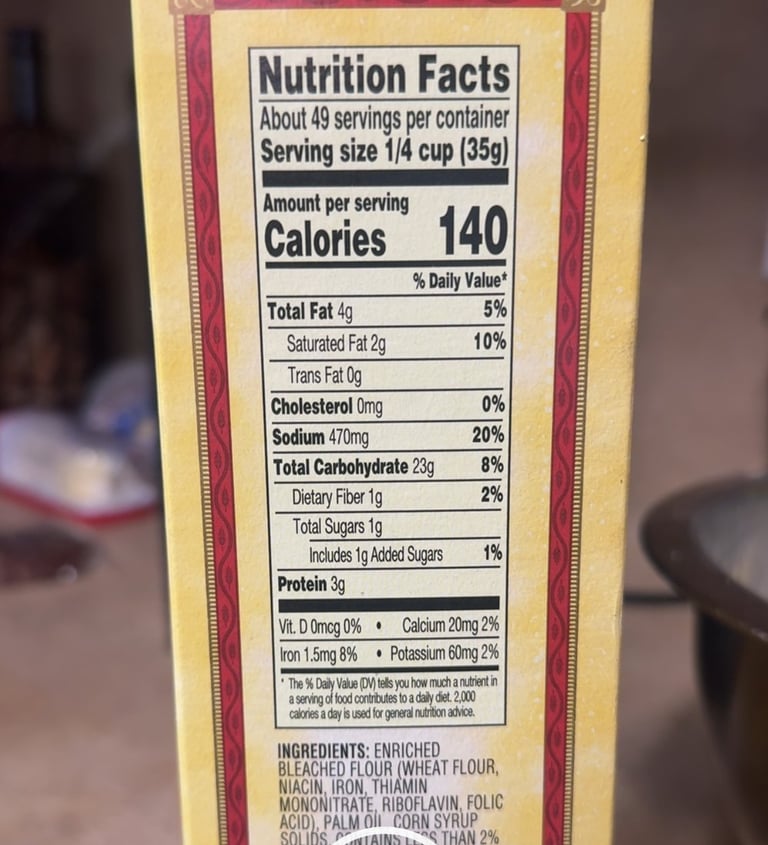 Nutrition Facts
About 49 servings per container
Serving size 1/4 cup (35g)
Amount per serving
Calories 140
% Daily Value*
Total Fat 4g 5%
Saturated Fat 2g 10%
Trans Fat 0g
Cholesterol 0mg 0%
Sodium 470mg 20%
Total Carbohydrate 23g 8%
Dietary Fiber 1g 2%
Total Sugars 1g
Includes 1g Added Sugars 1%
Protein 3g
Vit. D 0mcg 0% • Calcium 20mg 2%
Iron 1.5mg 8% • Potassium 60mg 2%
* The % Daily Value (DV) tells you how much a nutrient in
a serving of food contributes to a daily diet. 2,000
calories a day is used for general nutrition advice.
INGREDIENTS: ENRICHED
BLEACHED FLOUR (WHEAT FLOUR,
NIACIN, IRON, THIAMIN
MONONITRATE, RIBOFLAVIN, FOLIC
ACID), PALM OIL, CORN SYRUP
SOLIDS, CONTAINS LESS THAN 2%